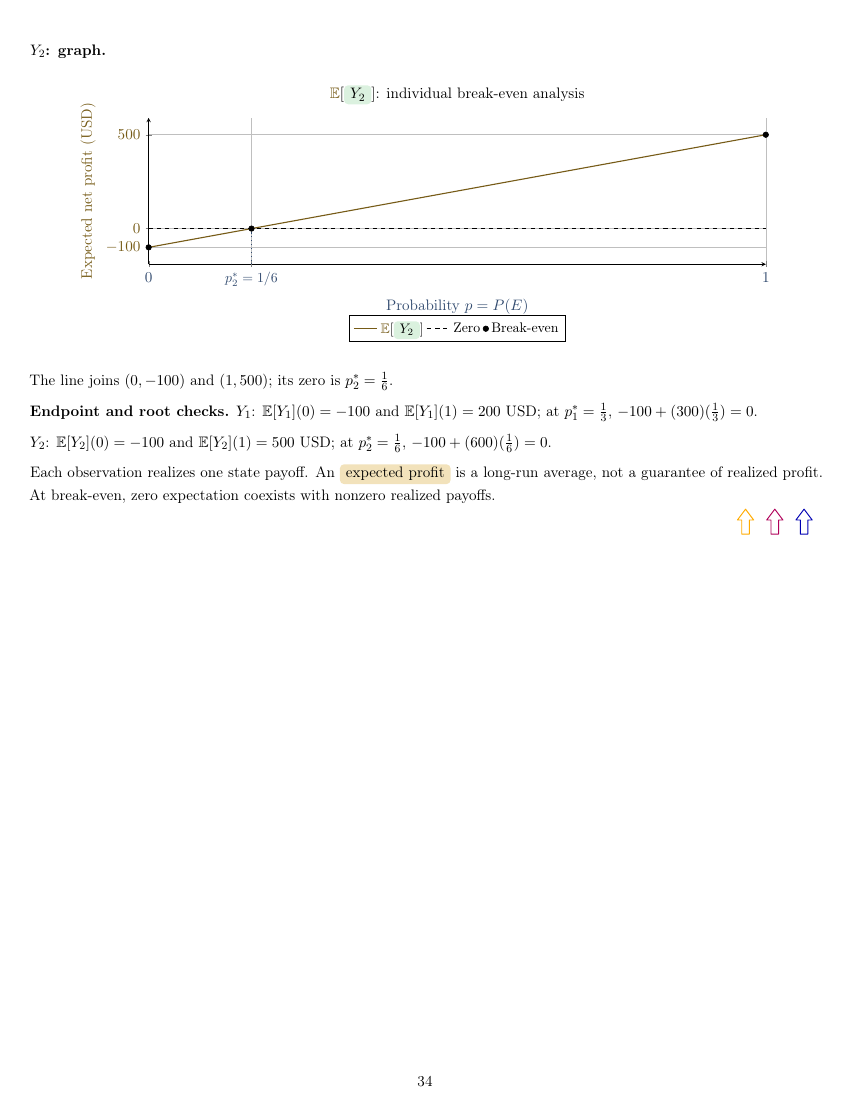 Y₂: graph.
𝔼[ Y₂ ]: individual break-even analysis
Expected net profit (USD)
500
0
−100
0
p₂* = 1/6
1
Probability p = P(E)
𝔼[ Y₂ ] Zero Break-even
The line joins (0, −100) and (1, 500); its zero is p₂* = 1/6.
Endpoint and root checks. Y₁: 𝔼[Y₁](0) = −100 and 𝔼[Y₁](1) = 200 USD; at p₁* = 1/3, −100 + (300)(1/3) = 0.
Y₂: 𝔼[Y₂](0) = −100 and 𝔼[Y₂](1) = 500 USD; at p₂* = 1/6, −100 + (600)(1/6) = 0.
Each observation realizes one state payoff. An expected profit is a long-run average, not a guarantee of realized profit.
At break-even, zero expectation coexists with nonzero realized payoffs.
34